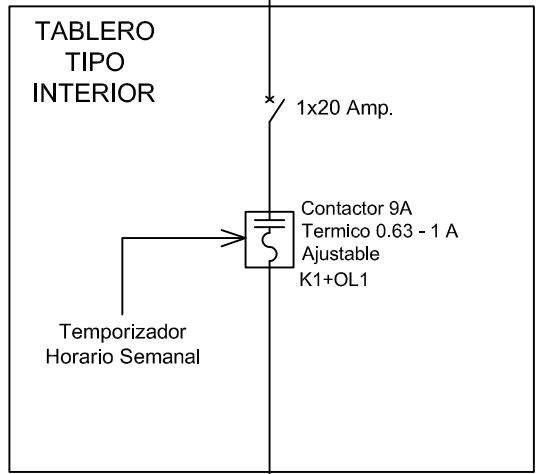 TABLERO
TIPO
INTERIOR
1x20 Amp.
Contactor 9A
Termico 0.63 - 1 A
Ajustable
K1+OL1
Temporizador
Horario Semanal